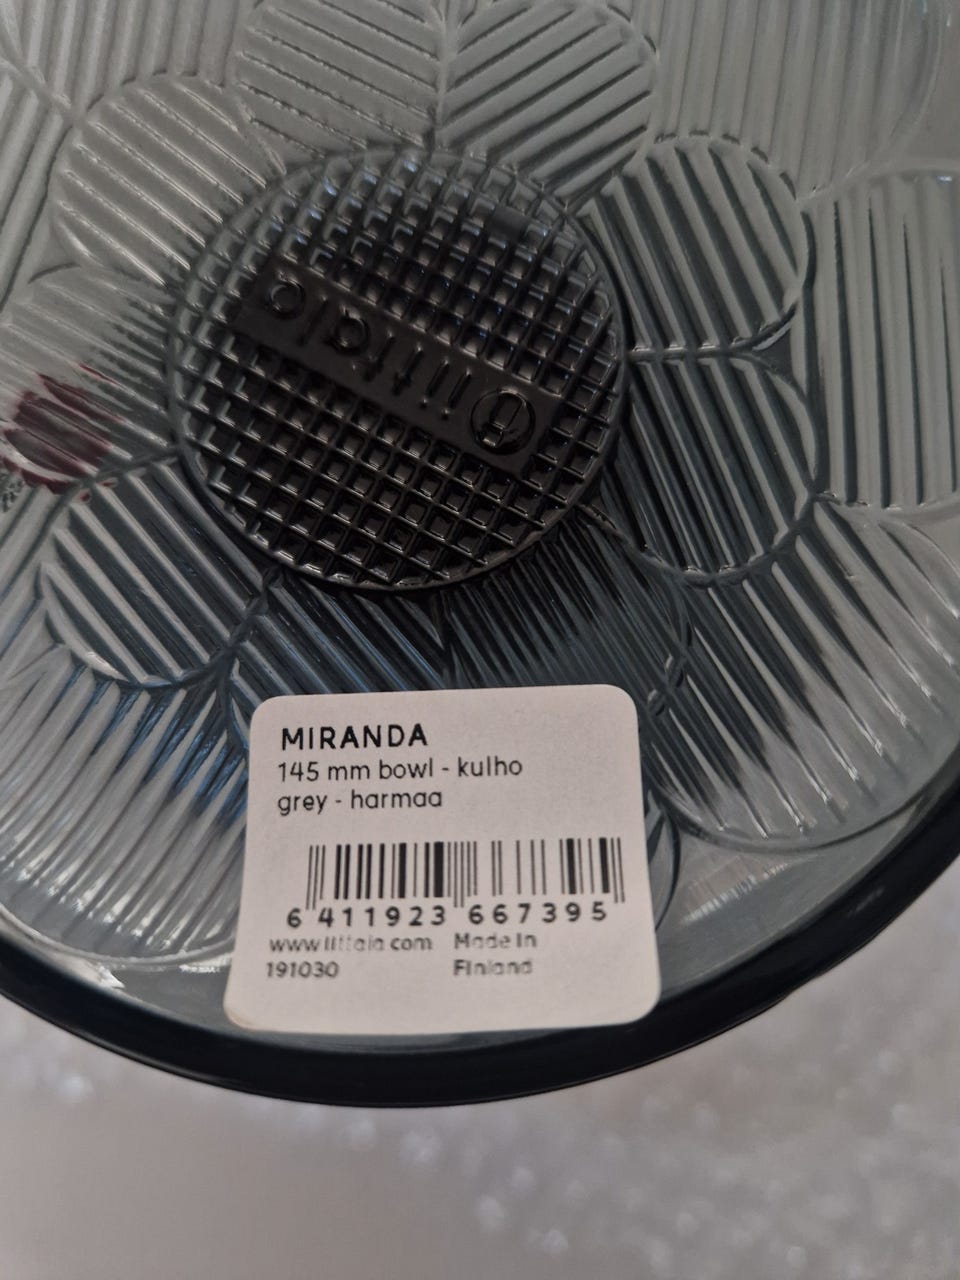 iittala
MIRANDA
145 mm bowl - kulho
grey - harmaa
6 411923 667395
www.iittala.com Made in
191030 Finland